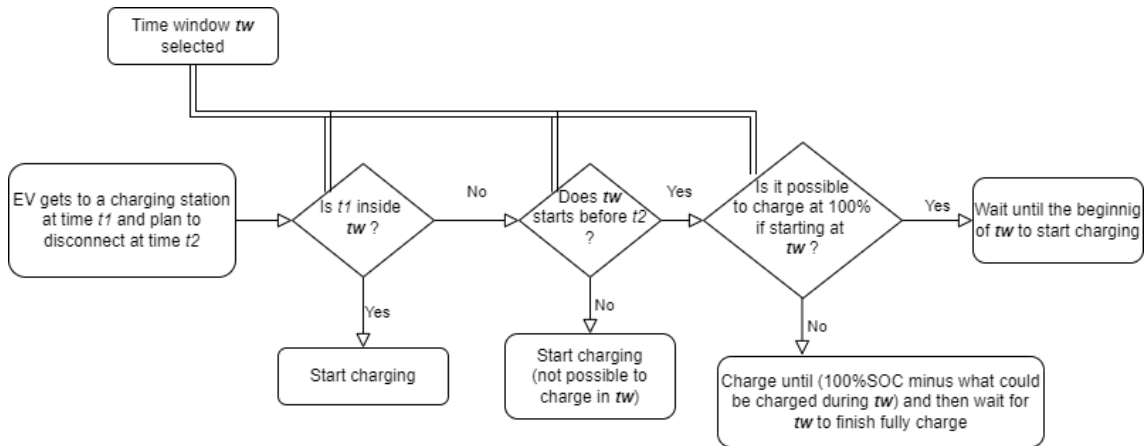 Time window tw
selected
EV gets to a charging station
at time t1 and plan to
disconnect at time t2
Is t1 inside
tw ?
No
Does tw
starts before t2
?
Yes
Is it possible
to charge at 100%
if starting at
tw ?
Yes
Wait until the beginnig
of tw to start charging
Yes
Start charging
No
Start charging
(not possible to
charge in tw)
No
Charge until (100%SOC minus what could
be charged during tw) and then wait for
tw to finish fully charge